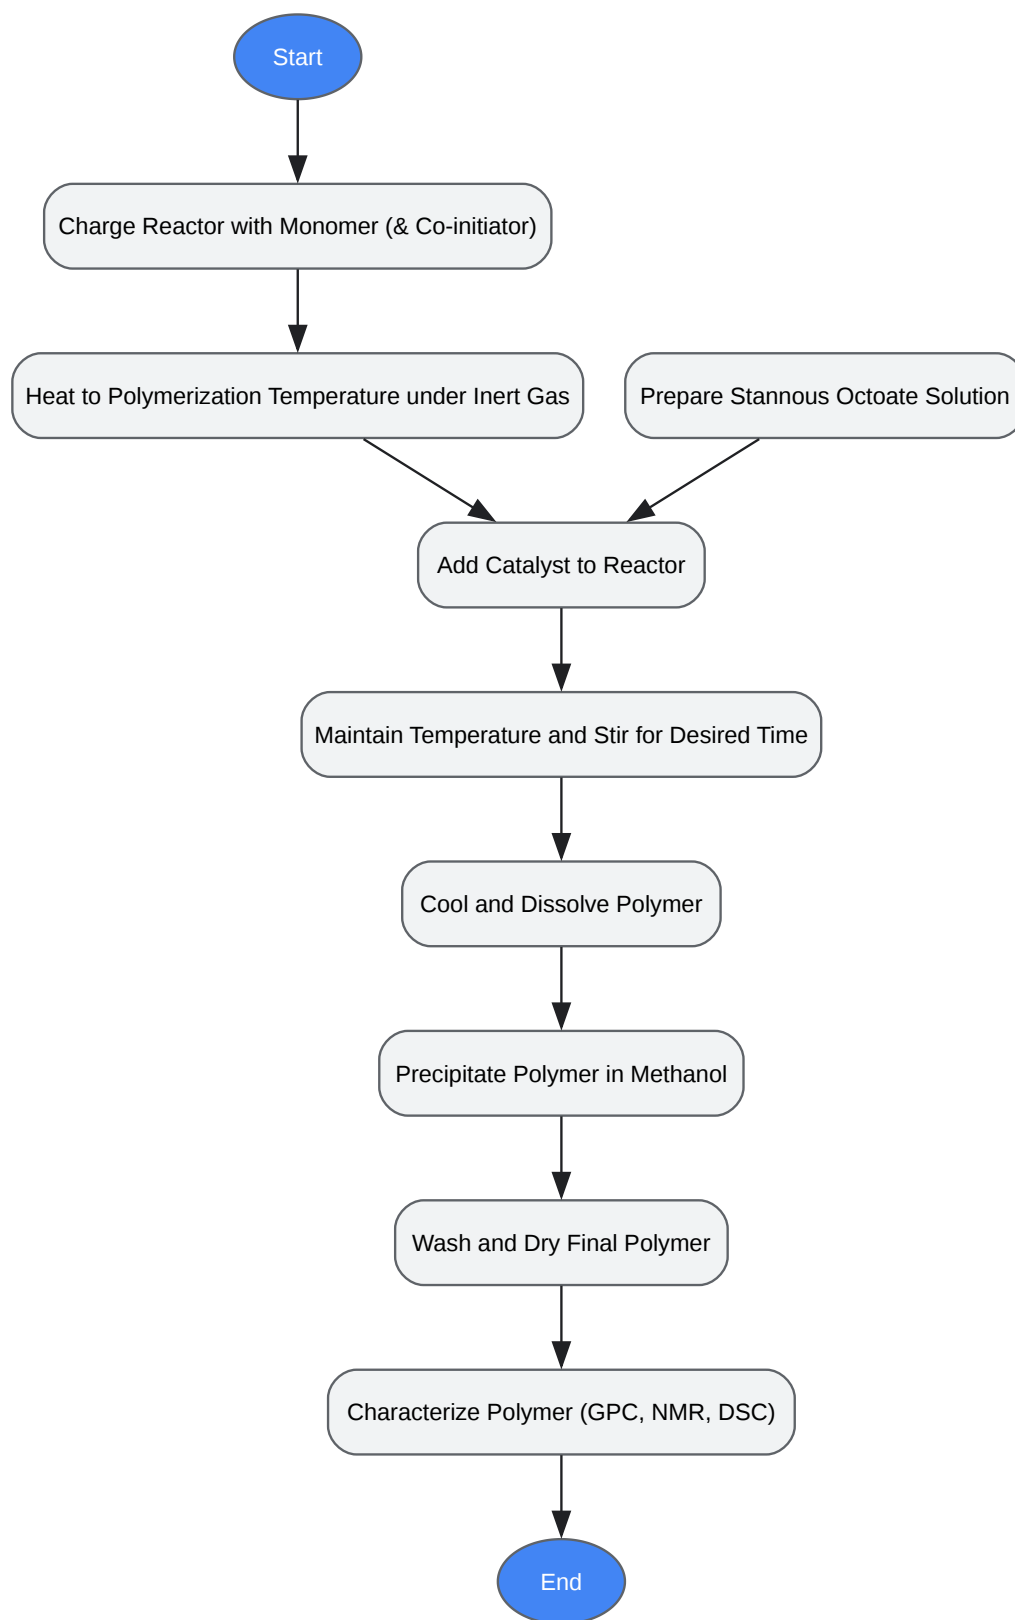 Start
Charge Reactor with Monomer (& Co-initiator)
Heat to Polymerization Temperature under Inert Gas
Prepare Stannous Octoate Solution
Add Catalyst to Reactor
Maintain Temperature and Stir for Desired Time
Cool and Dissolve Polymer
Precipitate Polymer in Methanol
Wash and Dry Final Polymer
Characterize Polymer (GPC, NMR, DSC)
End